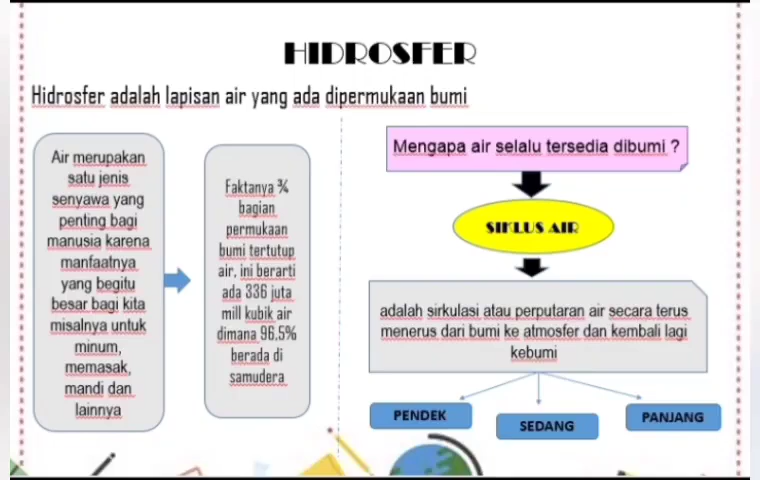 HIDROSFER
Hidrosfer adalah lapisan air yang ada dipermukaan bumi
Air merupakan
satu jenis
senyawa yang
penting bagi
manusia karena
manfaatnya
yang begitu
besar bagi kita
misalnya untuk
minum,
memasak,
mandi dan
lainnya
Faktanya ¾
bagian
permukaan
bumi tertutup
air, ini berarti
ada 336 juta
mill kubik air
dimana 96,5%
berada di
samudera
Mengapa air selalu tersedia dibumi ?
SIKLUS AIR
adalah sirkulasi atau perputaran air secara terus
menerus dari bumi ke atmosfer dan kembali lagi
kebumi
PENDEK
SEDANG
PANJANG